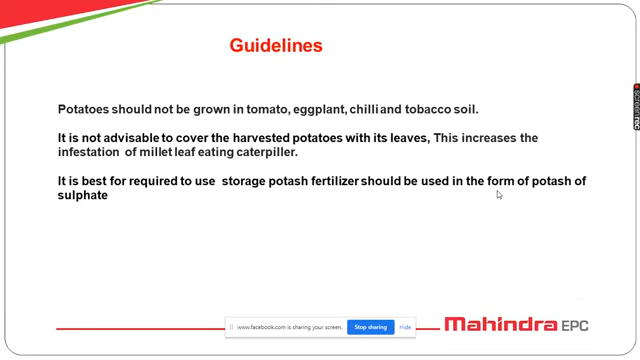 Guidelines
Potatoes should not be grown in tomato, eggplant, chilli and tobacco soil.
It is not advisable to cover the harvested potatoes with its leaves, This increases the
infestation of millet leaf eating caterpiller.
It is best for required to use storage potash fertilizer should be used in the form of potash of
sulphate
www.facebook.com is sharing your screen. Stop sharing Hide
Mahindra EPC